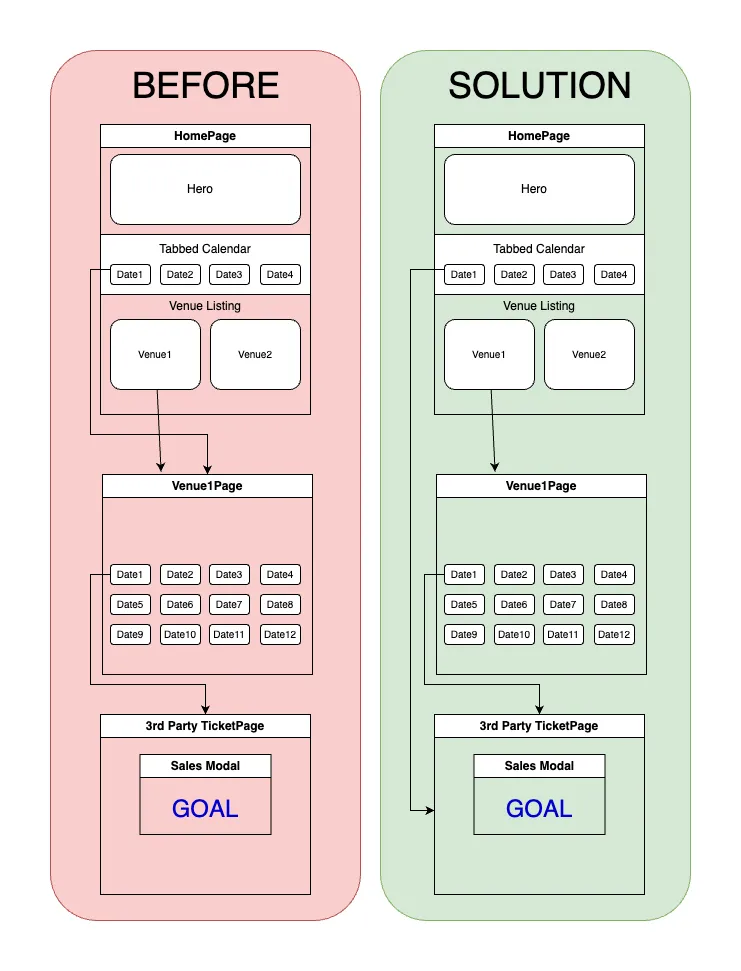 BEFORE
HomePage
Hero
Tabbed Calendar
Date1 Date2 Date3 Date4
Venue Listing
Venue1 Venue2
Venue1Page
Date1 Date2 Date3 Date4
Date5 Date6 Date7 Date8
Date9 Date10 Date11 Date12
3rd Party TicketPage
Sales Modal
GOAL
SOLUTION
HomePage
Hero
Tabbed Calendar
Date1 Date2 Date3 Date4
Venue Listing
Venue1 Venue2
Venue1Page
Date1 Date2 Date3 Date4
Date5 Date6 Date7 Date8
Date9 Date10 Date11 Date12
3rd Party TicketPage
Sales Modal
GOAL